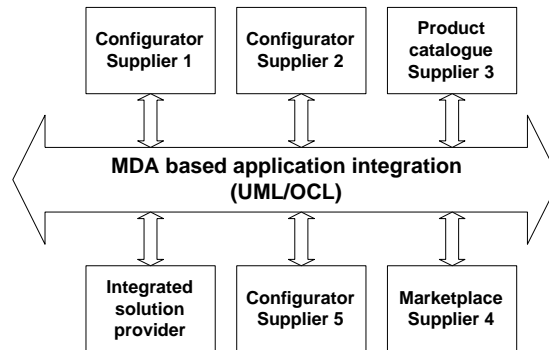 Configurator
Supplier 1
Configurator
Supplier 2
Product
catalogue
Supplier 3
MDA based application integration
(UML/OCL)
Integrated
solution
provider
Configurator
Supplier 5
Marketplace
Supplier 4